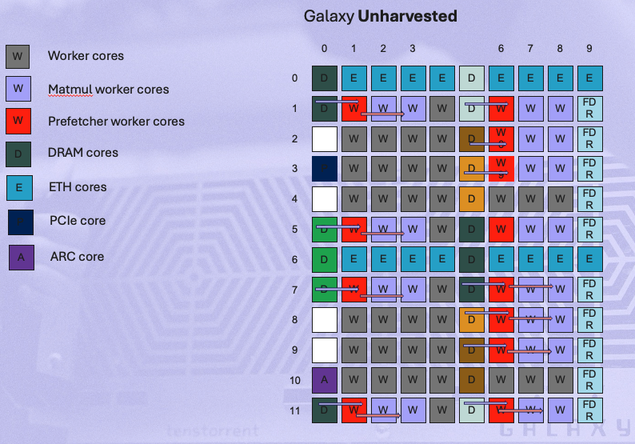 Galaxy Unharvested
W Worker cores
W Matmul worker cores
W Prefetcher worker cores
D DRAM cores
E ETH cores
PCIe core
A ARC core
0 1 2 3 6 7 8 9
0 D E E E E D E E E E
1 D W W W W D W W W FD
R
2 W W W W D W W W FD
R
3 W W W W D W W W FD
R
4 W W W W D W W W FD
R
5 D W W W W D W W W FD
R
6 D E E E E D E E E E
7 D W W W W D W W W FD
R
8 W W W W D W W W FD
R
9 W W W W D W W W FD
R
10 A W W W W D W W W FD
R
11 D W W W W D W W W FD
R
tenstorrent
GALAXY